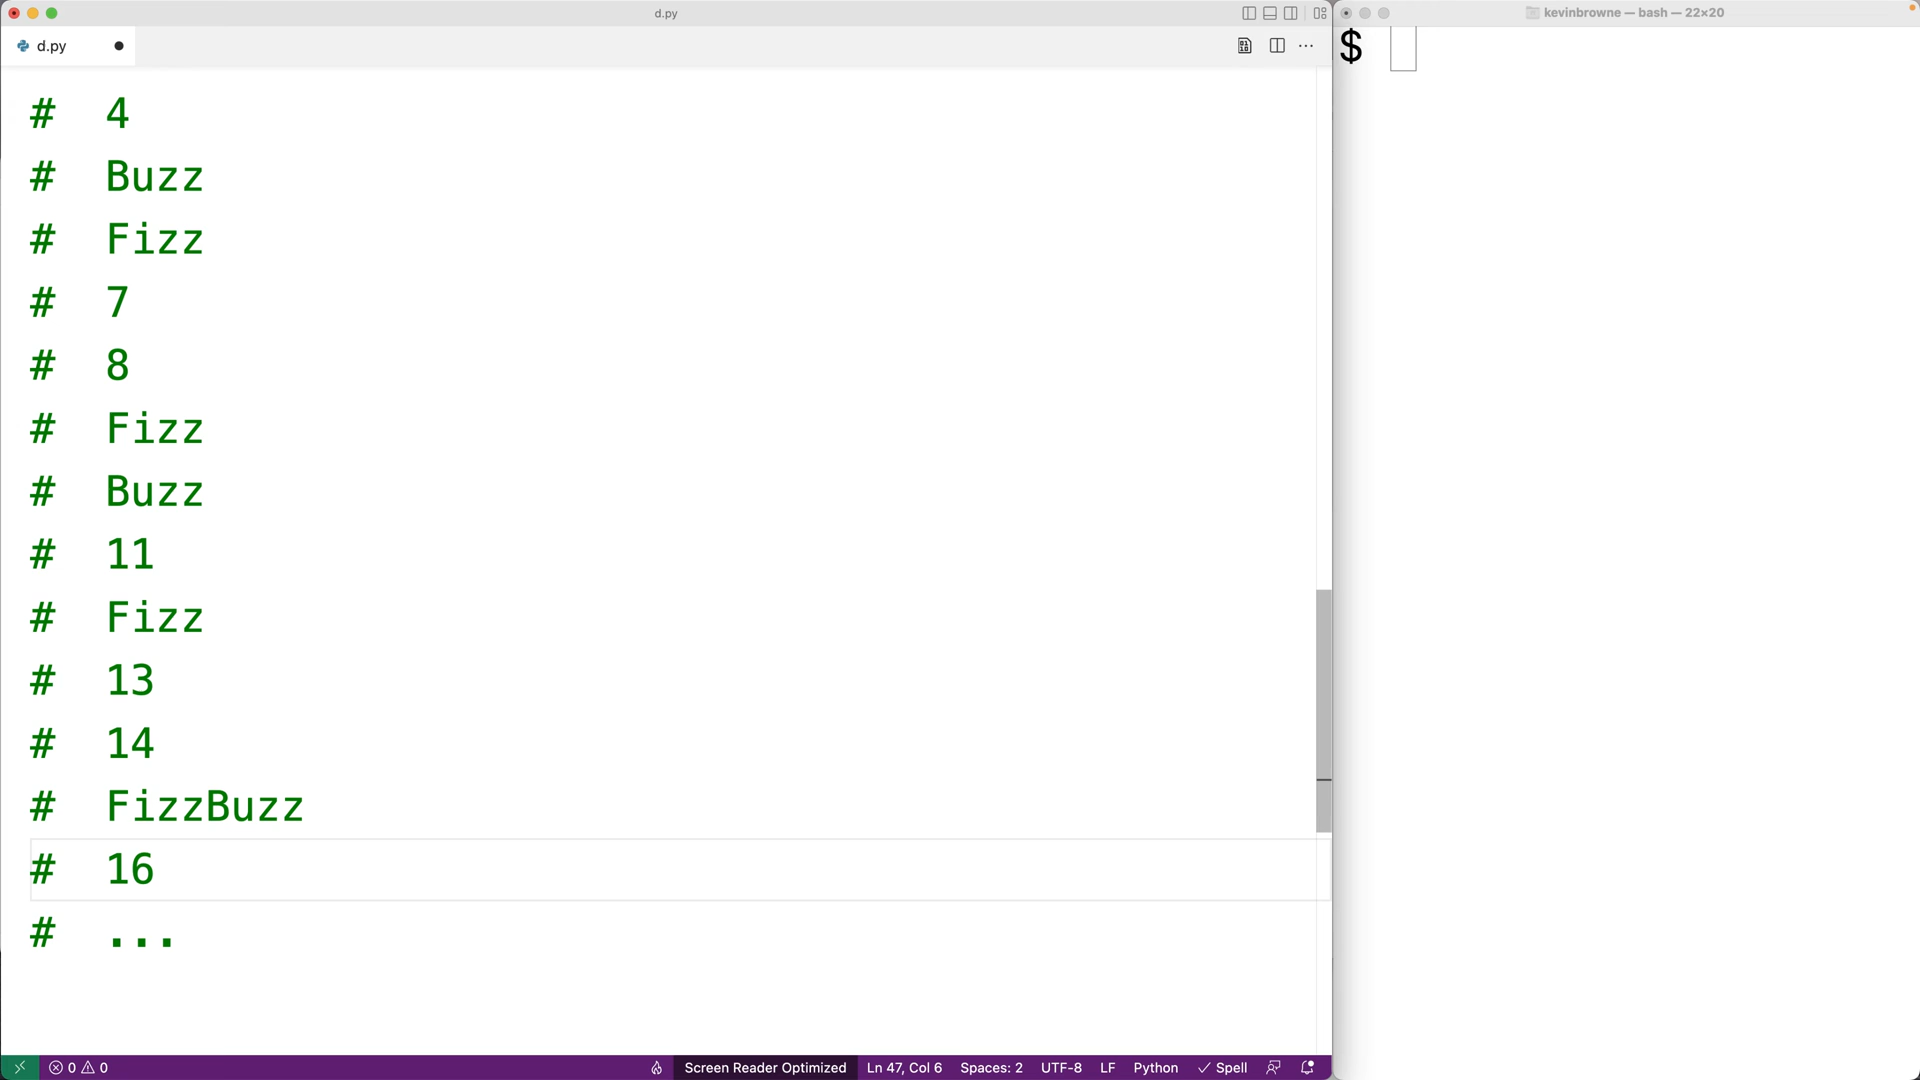 d.py
kevinbrowne — bash — 22×20
d.py
$
# 4
# Buzz
# Fizz
# 7
# 8
# Fizz
# Buzz
# 11
# Fizz
# 13
# 14
# FizzBuzz
# 16
# ...
0 0 Screen Reader Optimized Ln 47, Col 6 Spaces: 2 UTF-8 LF Python Spell